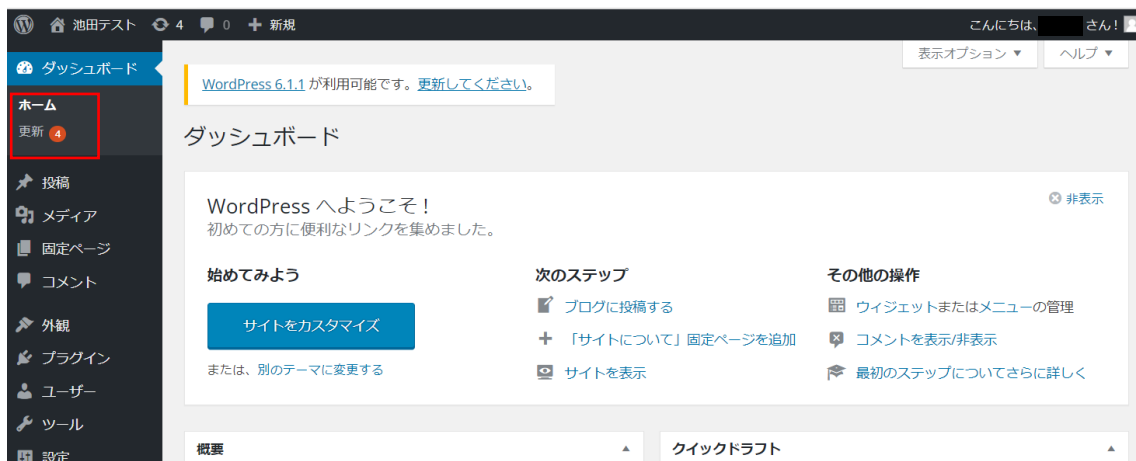 池田テスト 4 0 新規 こんにちは、 さん!
表示オプション ▼ ヘルプ ▼
ダッシュボード
ホーム
更新 4
投稿
メディア
固定ページ
コメント
外観
プラグイン
ユーザー
ツール
設定
WordPress 6.1.1 が利用可能です。更新してください。
ダッシュボード
WordPress へようこそ !
初めての方に便利なリンクを集めました。
非表示
始めてみよう
サイトをカスタマイズ
または、別のテーマに変更する
次のステップ
ブログに投稿する
「サイトについて」固定ページを追加
サイトを表示
その他の操作
ウィジェットまたはメニューの管理
コメントを表示/非表示
最初のステップについてさらに詳しく
概要
クイックドラフト